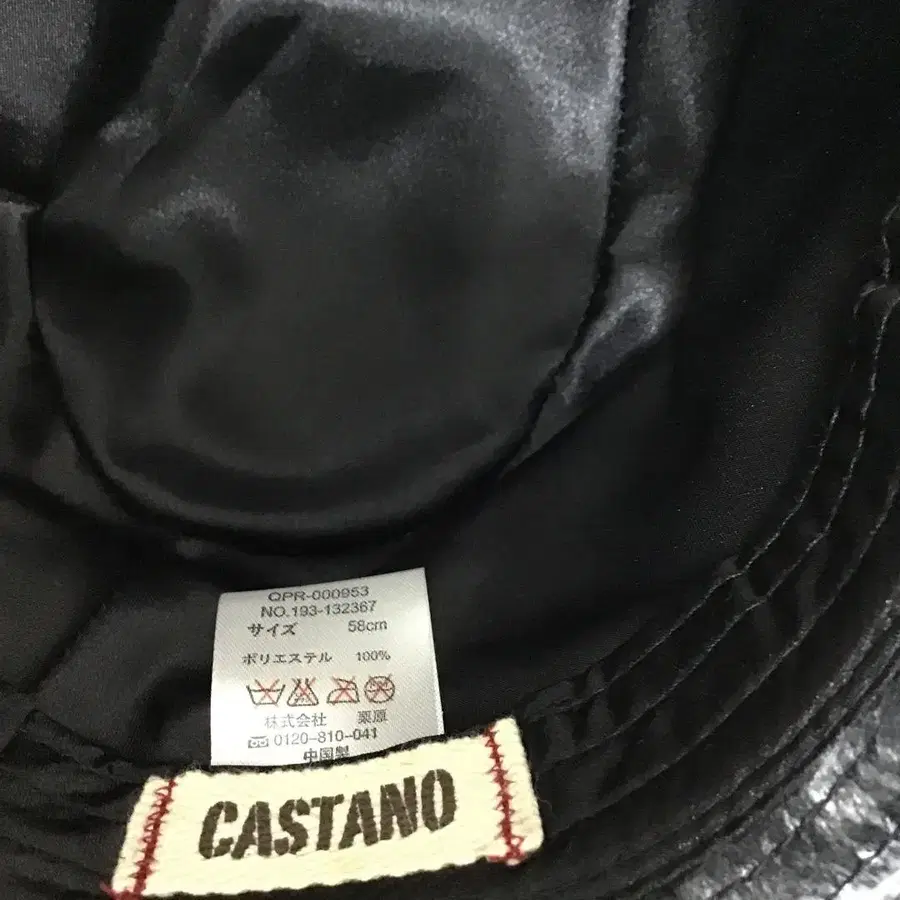 QPR-000953
NO.193-132367
サイズ 58cm
ポリエステル 100%
株式会社 栗原
0120-810-041
中国製
CASTANO